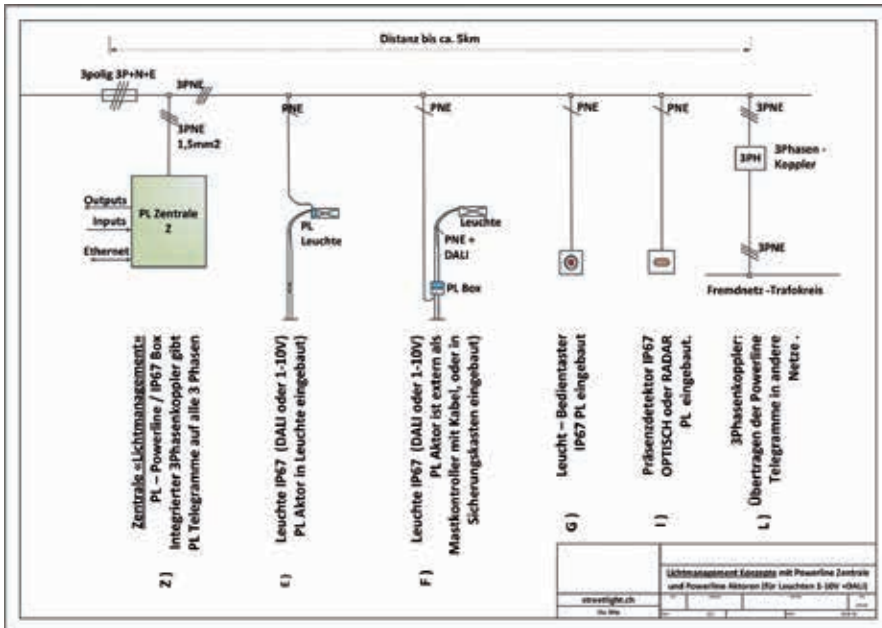 Distanz bis ca. 5km
3polig 3P+N+E
3PNE
3PNE
1,5mm2
PNE
PNE
PNE
PNE
3PNE
3PH
3Phasen -
Koppler
3PNE
Fremdnetz -Trafokreis
Outputs
Inputs
Ethernet
PL Zentrale
Z
PL
Leuchte
Leuchte
PNE +
DALI
PL Box
Zentrale «Lichtmanagement»
PL – Powerline / IP67 Box
Integrierter 3Phasenkoppler gibt
PL Telegramme auf alle 3 Phasen
Z )
Leuchte IP67 (DALI oder 1-10V)
PL Aktor in Leuchte eingebaut)
E )
Leuchte IP67 (DALI oder 1-10V)
PL Aktor ist extern als
Mastkontroller mit Kabel, oder in
Sicherungskasten eingebaut)
F )
Leucht – Bedientaster
IP67 PL eingebaut
G )
Präsenzdetektor IP67
OPTISCH oder RADAR
PL eingebaut.
I )
3Phasenkoppler:
Übertragen der Powerline
Telegramme in andere
Netze .
L )
Lichtmanagement Konzepte mit Powerline Zentrale
und Powerline Aktoren (für Leuchten 1-10V +DALI)
streetlight.ch